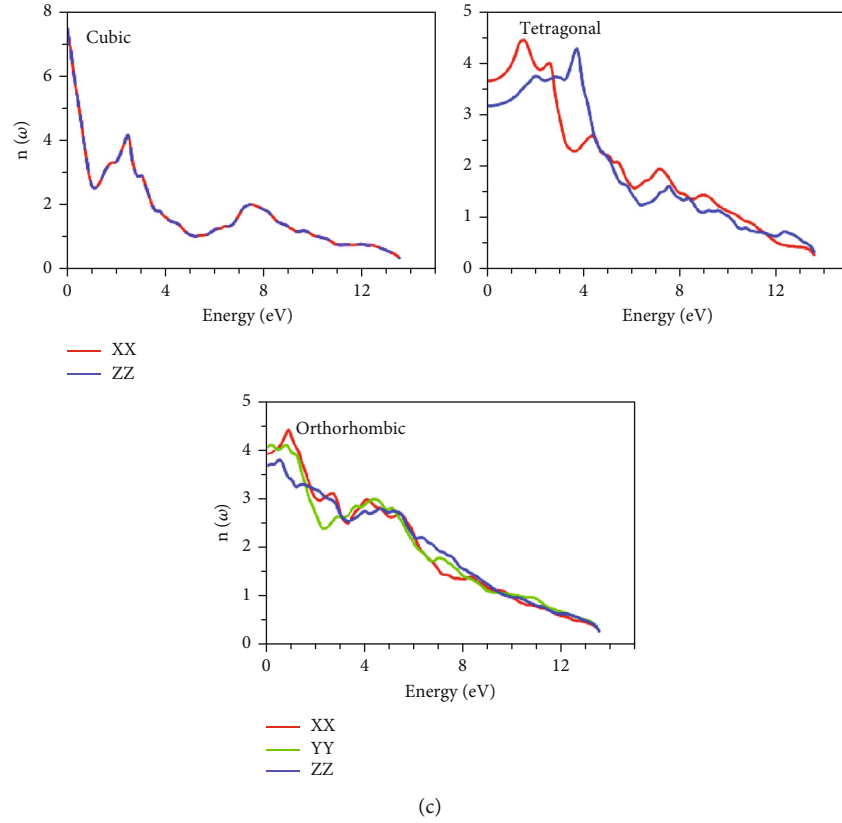 Cubic
n (ω)
8
6
4
2
0
0 4 8 12
Energy (eV)
XX
ZZ
Tetragonal
5
4
3
2
1
0
0 4 8 12
Energy (eV)
Orthorhombic
n (ω)
5
4
3
2
1
0
0 4 8 12
Energy (eV)
XX
YY
ZZ
(c)